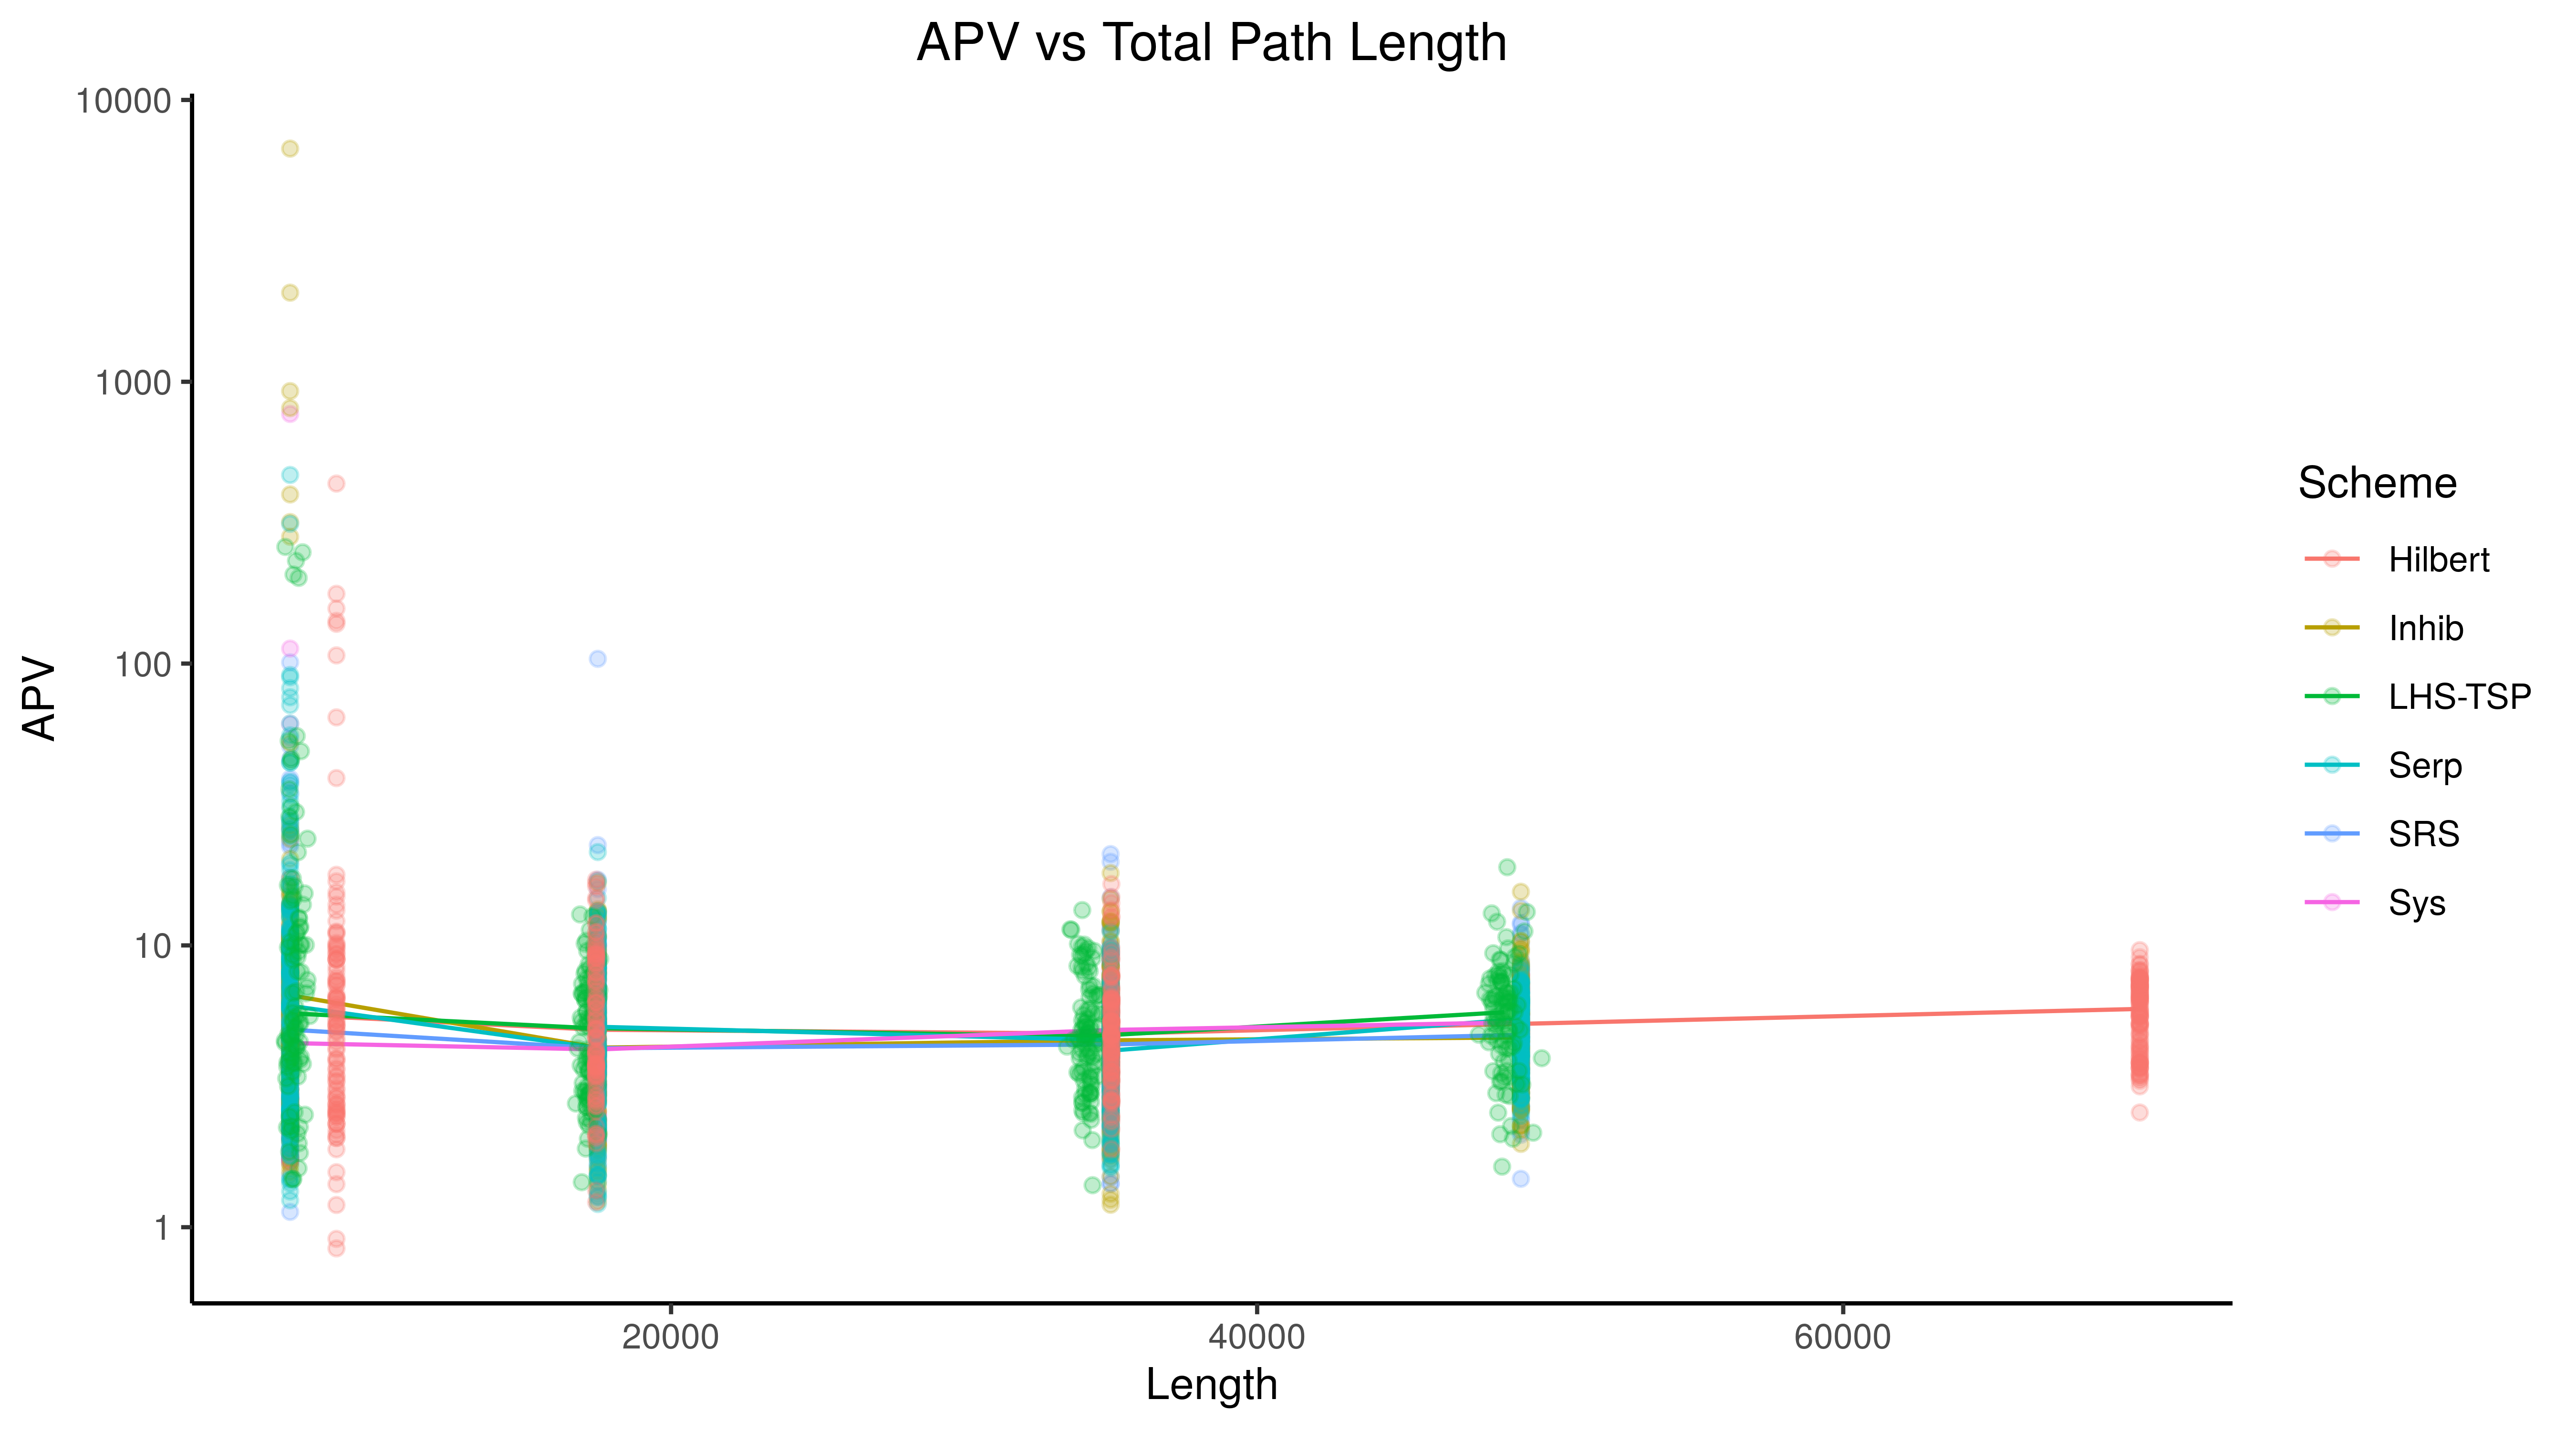 APV vs Total Path Length
10000
1000
100
10
1
APV
20000
40000
60000
Length
Scheme
Hilbert
Inhib
LHS-TSP
Serp
SRS
Sys